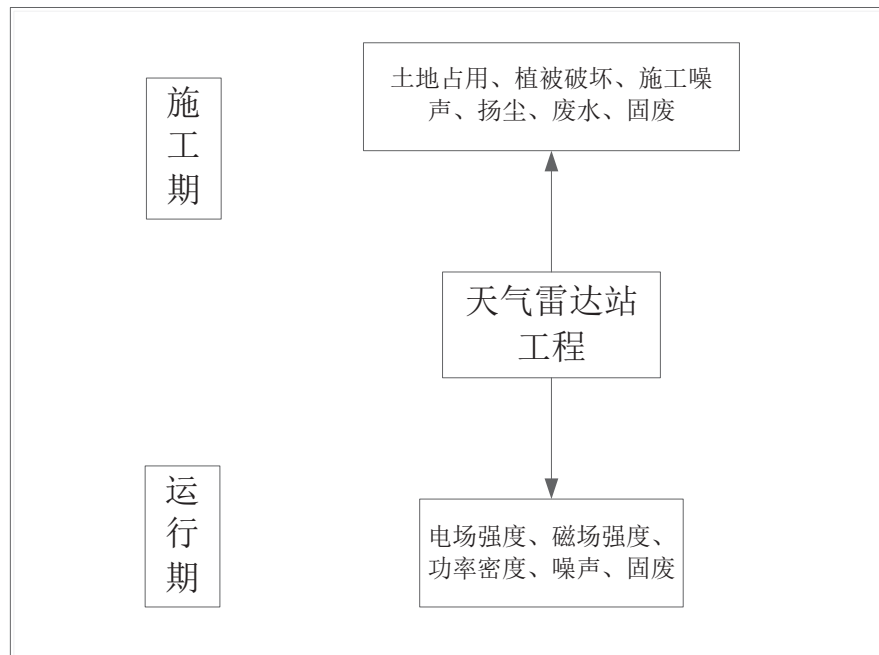 施工期
土地占用、植被破坏、施工噪
声、扬尘、废水、固废
天气雷达站
工程
运行期
电场强度、磁场强度、
功率密度、噪声、固废